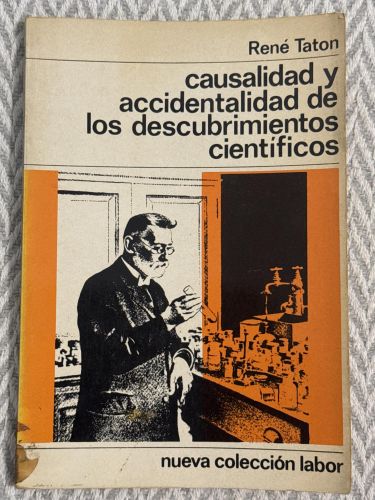 René Taton
causalidad y
accidentalidad de
los descubrimientos
científicos
nueva colección labor